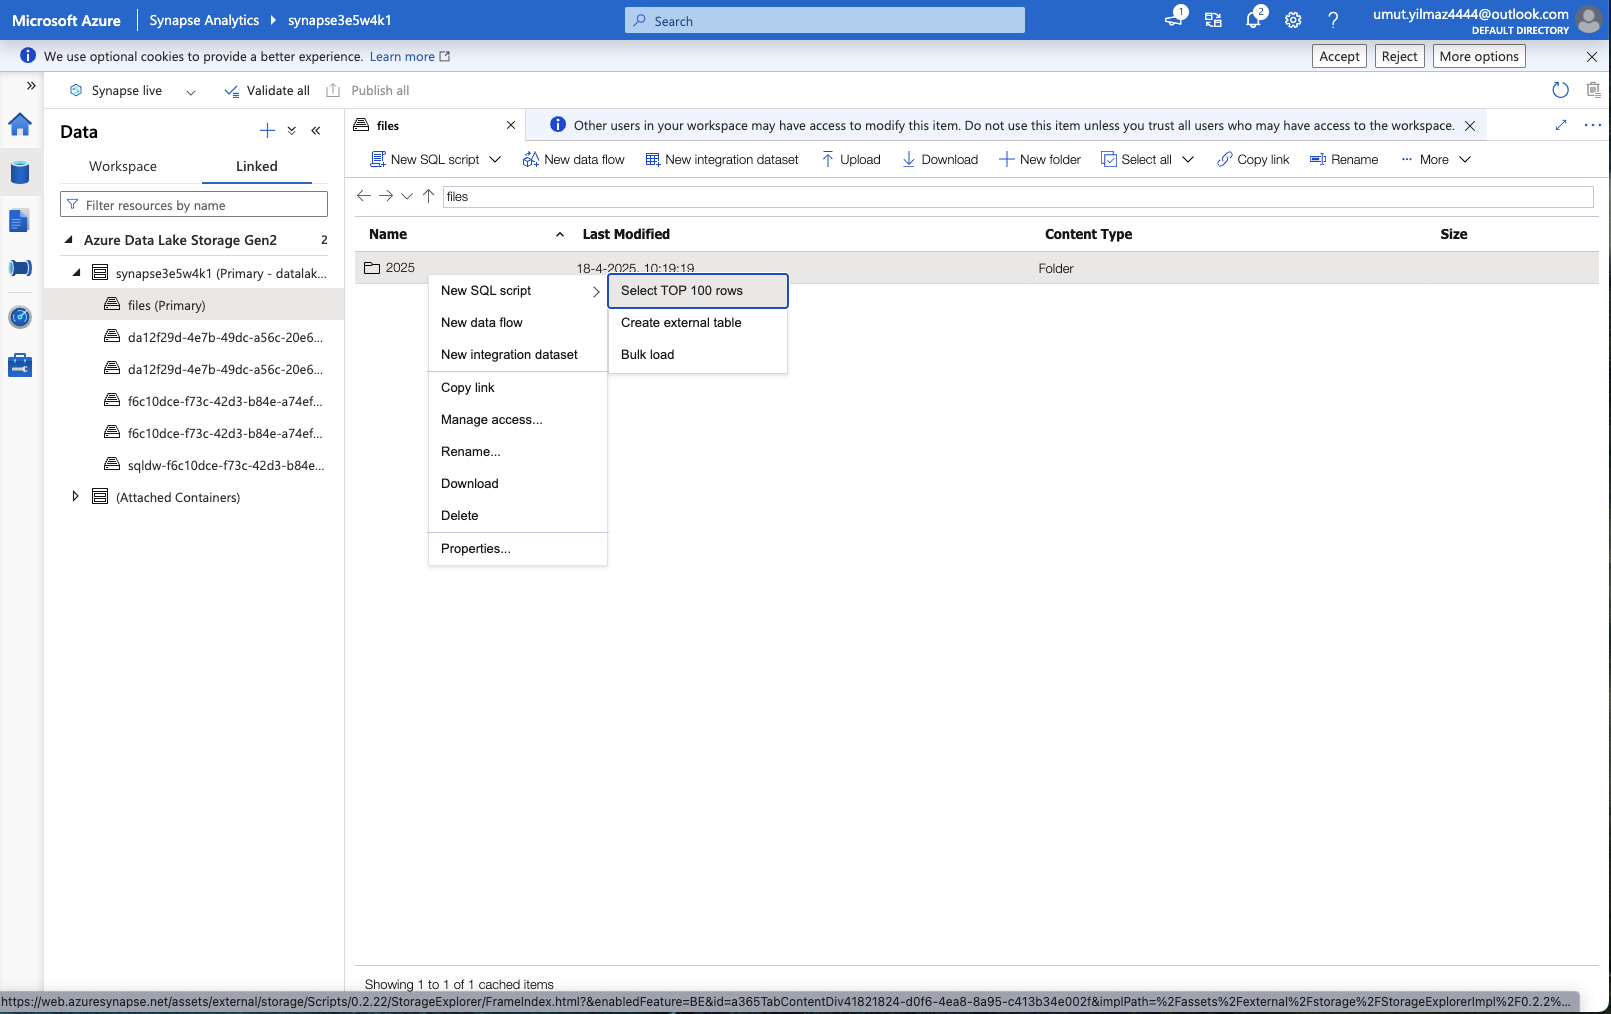 Microsoft Azure
Synapse Analytics
synapse3e5w4k1
Search
1
2
umut.yilmaz4444@outlook.com
DEFAULT DIRECTORY
We use optional cookies to provide a better experience. Learn more
Accept
Reject
More options
Synapse live
Validate all
Publish all
Data
Workspace
Linked
Filter resources by name
Azure Data Lake Storage Gen2
2
synapse3e5w4k1 (Primary - datalak...
files (Primary)
da12f29d-4e7b-49dc-a56c-20e6...
da12f29d-4e7b-49dc-a56c-20e6...
f6c10dce-f73c-42d3-b84e-a74ef...
f6c10dce-f73c-42d3-b84e-a74ef...
sqldw-f6c10dce-f73c-42d3-b84e...
(Attached Containers)
files
Other users in your workspace may have access to modify this item. Do not use this item unless you trust all users who may have access to the workspace.
New SQL script
New data flow
New integration dataset
Upload
Download
New folder
Select all
Copy link
Rename
More
files
Name
Last Modified
Content Type
Size
2025
18-4-2025, 10:19:19
Folder
New SQL script
New data flow
New integration dataset
Copy link
Manage access...
Rename...
Download
Delete
Properties...
Select TOP 100 rows
Create external table
Bulk load
Showing 1 to 1 of 1 cached items
https://web.azuresynapse.net/assets/external/storage/Scripts/0.2.22/StorageExplorer/FrameIndex.html?&enabledFeature=BE&id=a365TabContentDiv41821824-d0f6-4ea8-8a95-c413b34e002f&implPath=%2Fassets%2Fexternal%2Fstorage%2FStorageExplorerImpl%2F0.2.2%...